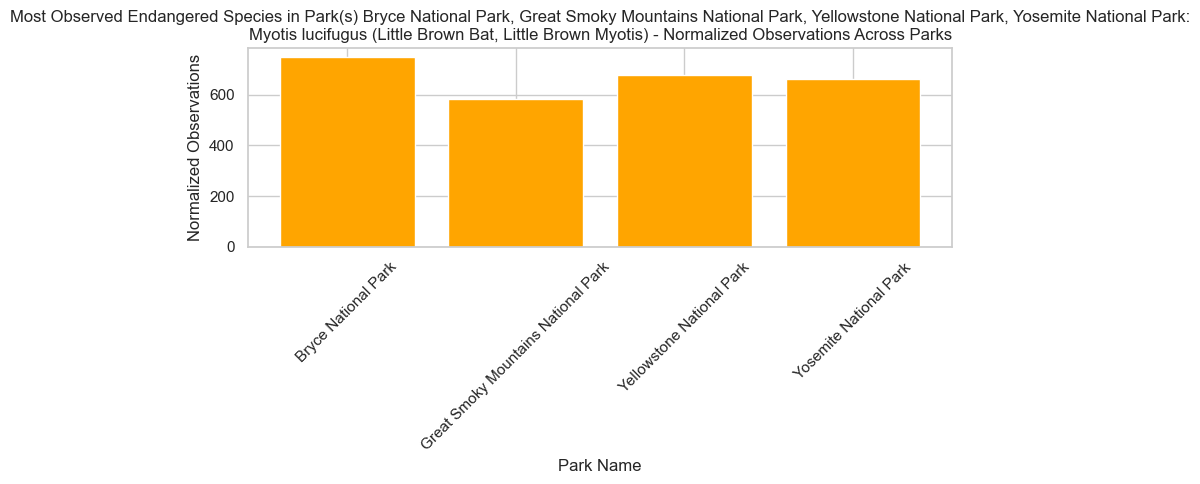 Most Observed Endangered Species in Park(s) Bryce National Park, Great Smoky Mountains National Park, Yellowstone National Park, Yosemite National Park:
Myotis lucifugus (Little Brown Bat, Little Brown Myotis) - Normalized Observations Across Parks
Normalized Observations
600
400
200
0
Bryce National Park
Great Smoky Mountains National Park
Yellowstone National Park
Yosemite National Park
Park Name